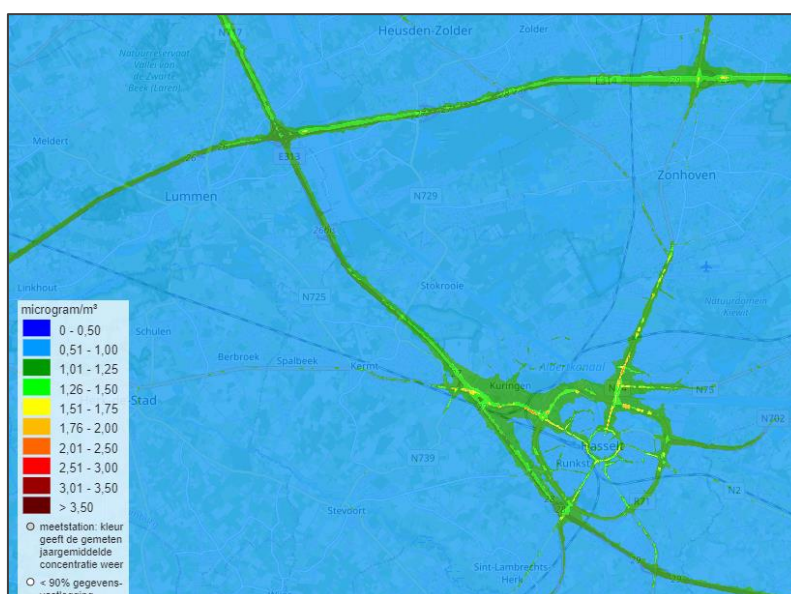 N717
Heusden-Zolder
Zolder
Natuurreservaat
Vallei van
de Zwarte
Beek (Laren)
E314
Meldert
E313
Zonhoven
Lummen
N729
Linkhout
N725
Stokrooie
Natuurdomein
Kiewit
microgram/m³
0 - 0,50
0,51 - 1,00
1,01 - 1,25
1,26 - 1,50
1,51 - 1,75
1,76 - 2,00
2,01 - 2,50
2,51 - 3,00
3,01 - 3,50
> 3,50
meetstation: kleur
geeft de gemeten
jaargemiddelde
concentratie weer
< 90% gegevens-
Schulen
Berbroek
Spalbeek
Kermt
Albertkanaal
Kuringen
N75
-Stad
N702
Hasselt
N739
Runkst
N2
Stevoort
R71
Sint-Lambrechts-
Herk